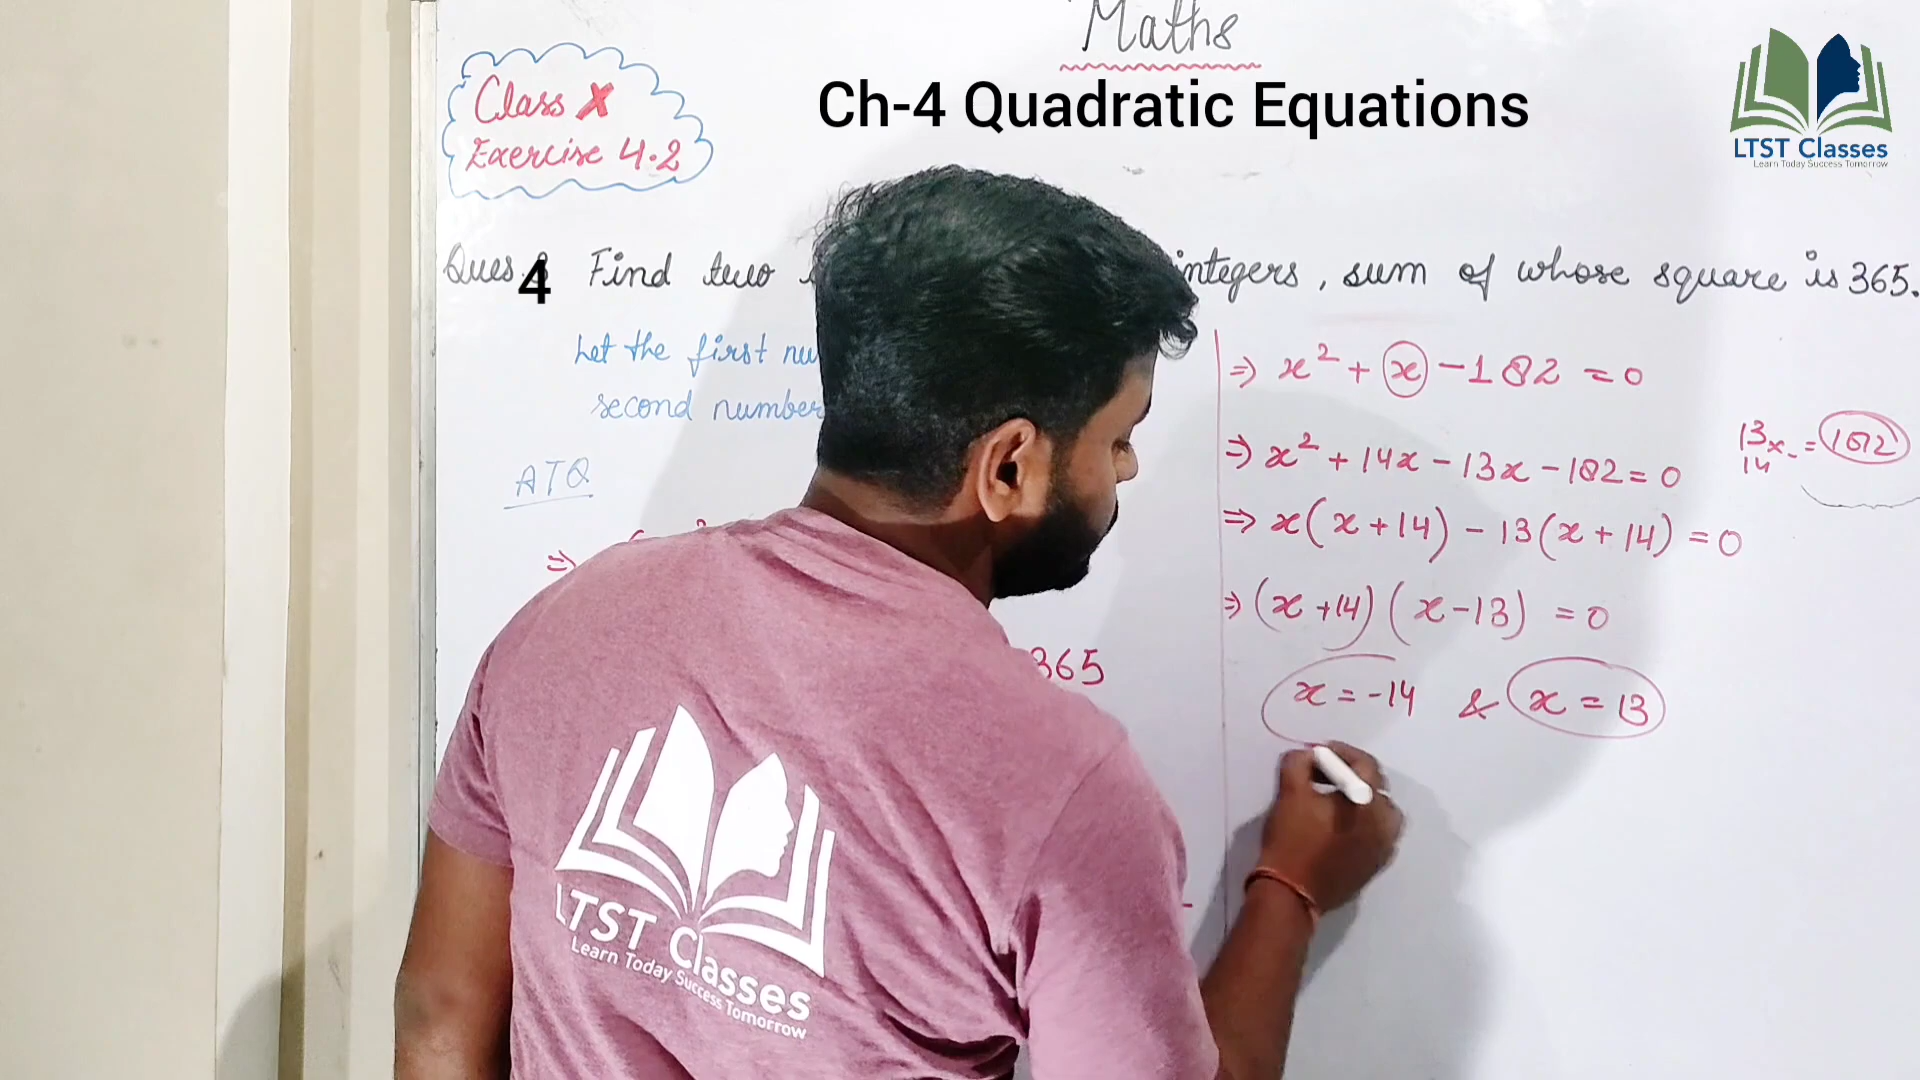 Maths
Class X
Exercise 4.2
Ch-4 Quadratic Equations
LTST Classes
Learn Today Success Tomorrow
Ques 4 Find two integers, sum of whose square is 365.
Let the first
second number
ATQ
⇒
365
⇒ x² + x - 182 = 0
⇒ x² + 14x - 13x - 182 = 0
13x = 182
14
⇒ x(x+14) - 13(x+14) = 0
⇒ (x+14)(x-13) = 0
x = -14 & x = 13
LTST Classes
Learn Today Success Tomorrow